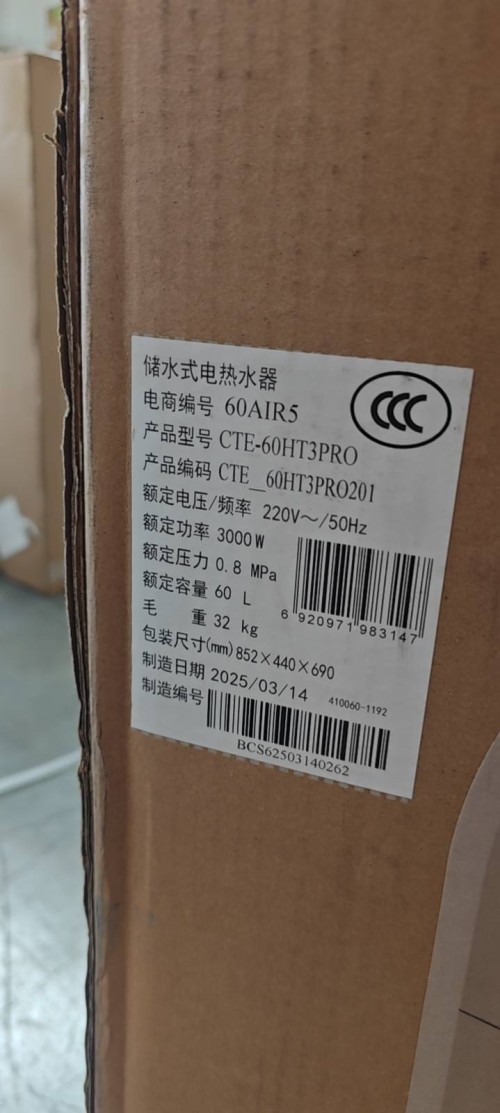 储水式电热水器
电商编号 60AIR5
CCC
产品型号 CTE-60HT3PRO
产品编码 CTE__60HT3PRO201
额定电压/频率 220V～/50Hz
额定功率 3000W
额定压力 0.8 MPa
额定容量 60 L
6 920971 983147
毛 重 32 kg
包装尺寸(mm) 852×440×690
制造日期 2025/03/14
410060-1192
制造编号
BCS62503140262